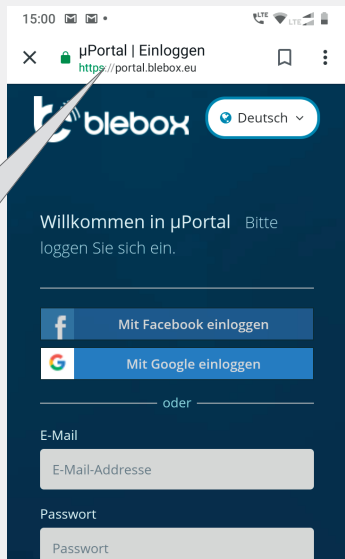 15:00
LTE LTE
µPortal | Einloggen
https://portal.blebox.eu
blebox
Deutsch
Willkommen in µPortal Bitte
loggen Sie sich ein.
Mit Facebook einloggen
Mit Google einloggen
oder
E-Mail
E-Mail-Addresse
Passwort
Passwort